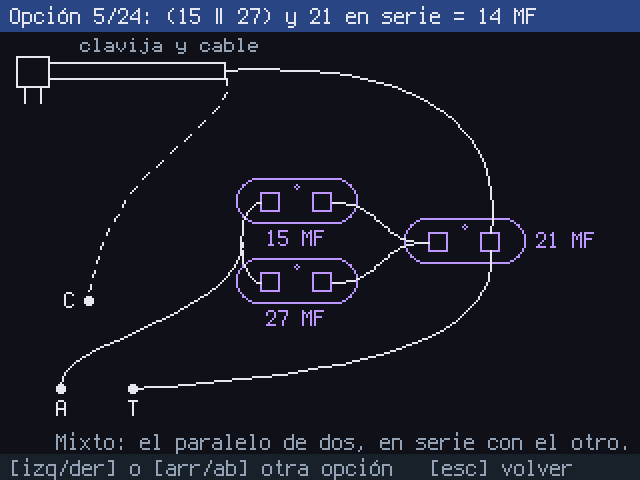 Opción 5/24: (15 ∥ 27) y 21 en serie = 14 MF
clavija y cable
15 MF
21 MF
27 MF
C
A
T
Mixto: el paralelo de dos, en serie con el otro.
[izq/der] o [arr/ab] otra opción [esc] volver